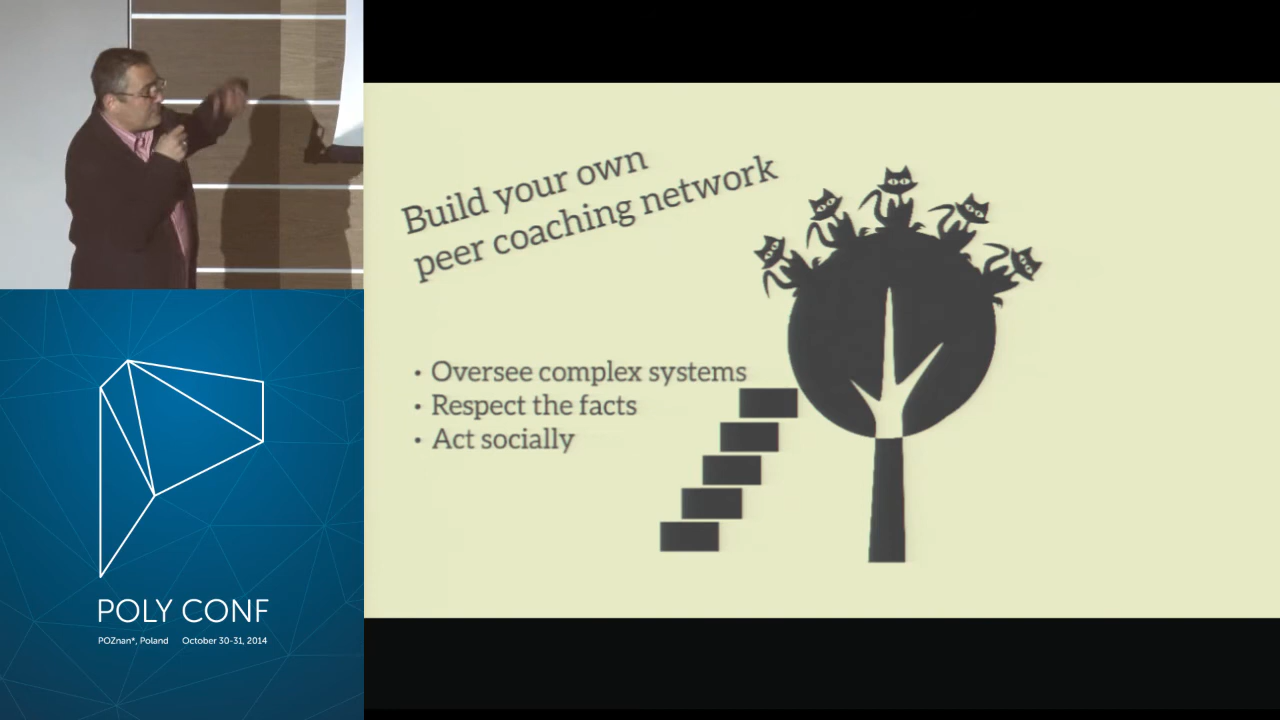 Build your own
peer coaching network
• Oversee complex systems
• Respect the facts
• Act socially
POLY CONF
POZnan*, Poland October 30-31, 2014